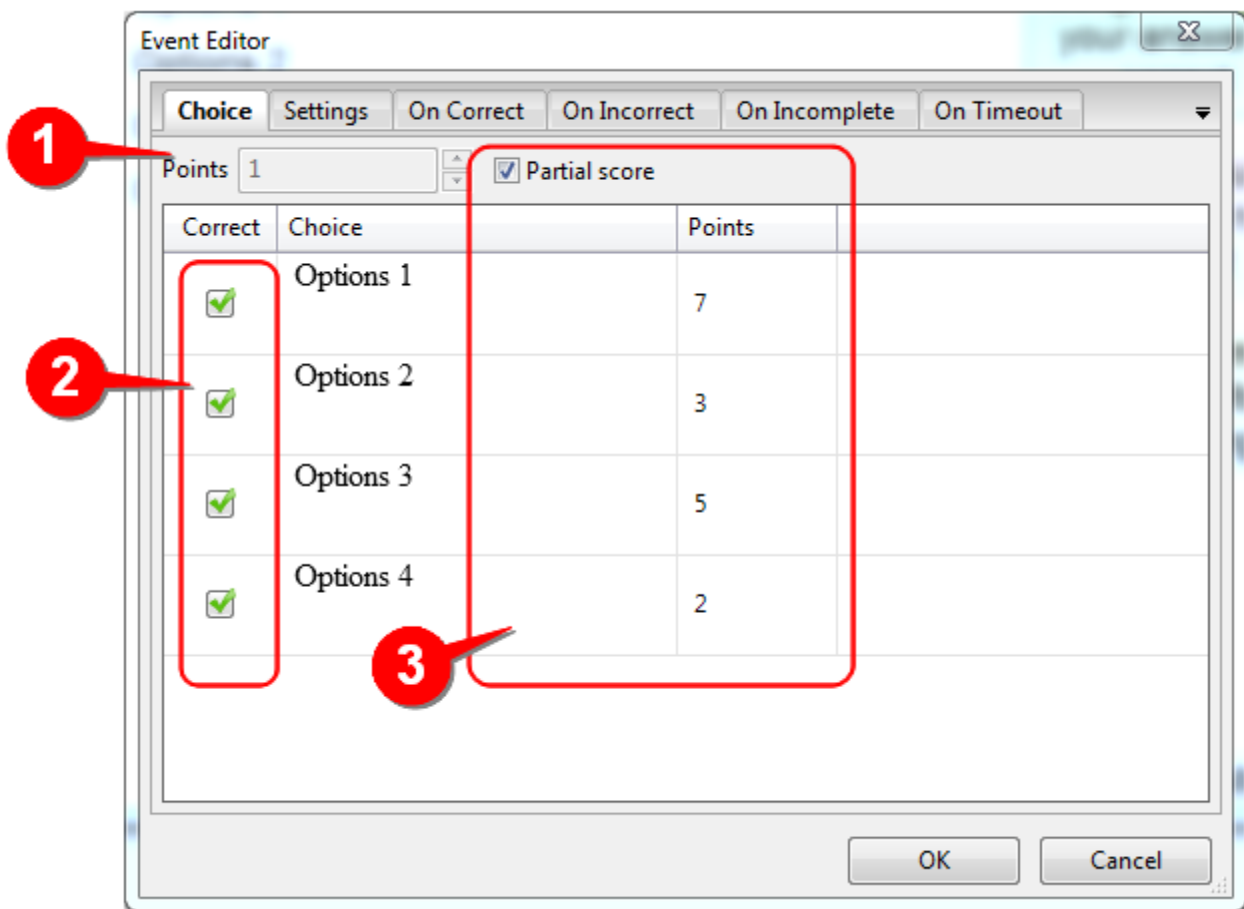 Event Editor
Choice Settings On Correct On Incorrect On Incomplete On Timeout
1
Points 1 Partial score
Correct Choice Points
Options 1
7
2
Options 2
3
Options 3
5
Options 4
2
3
OK Cancel